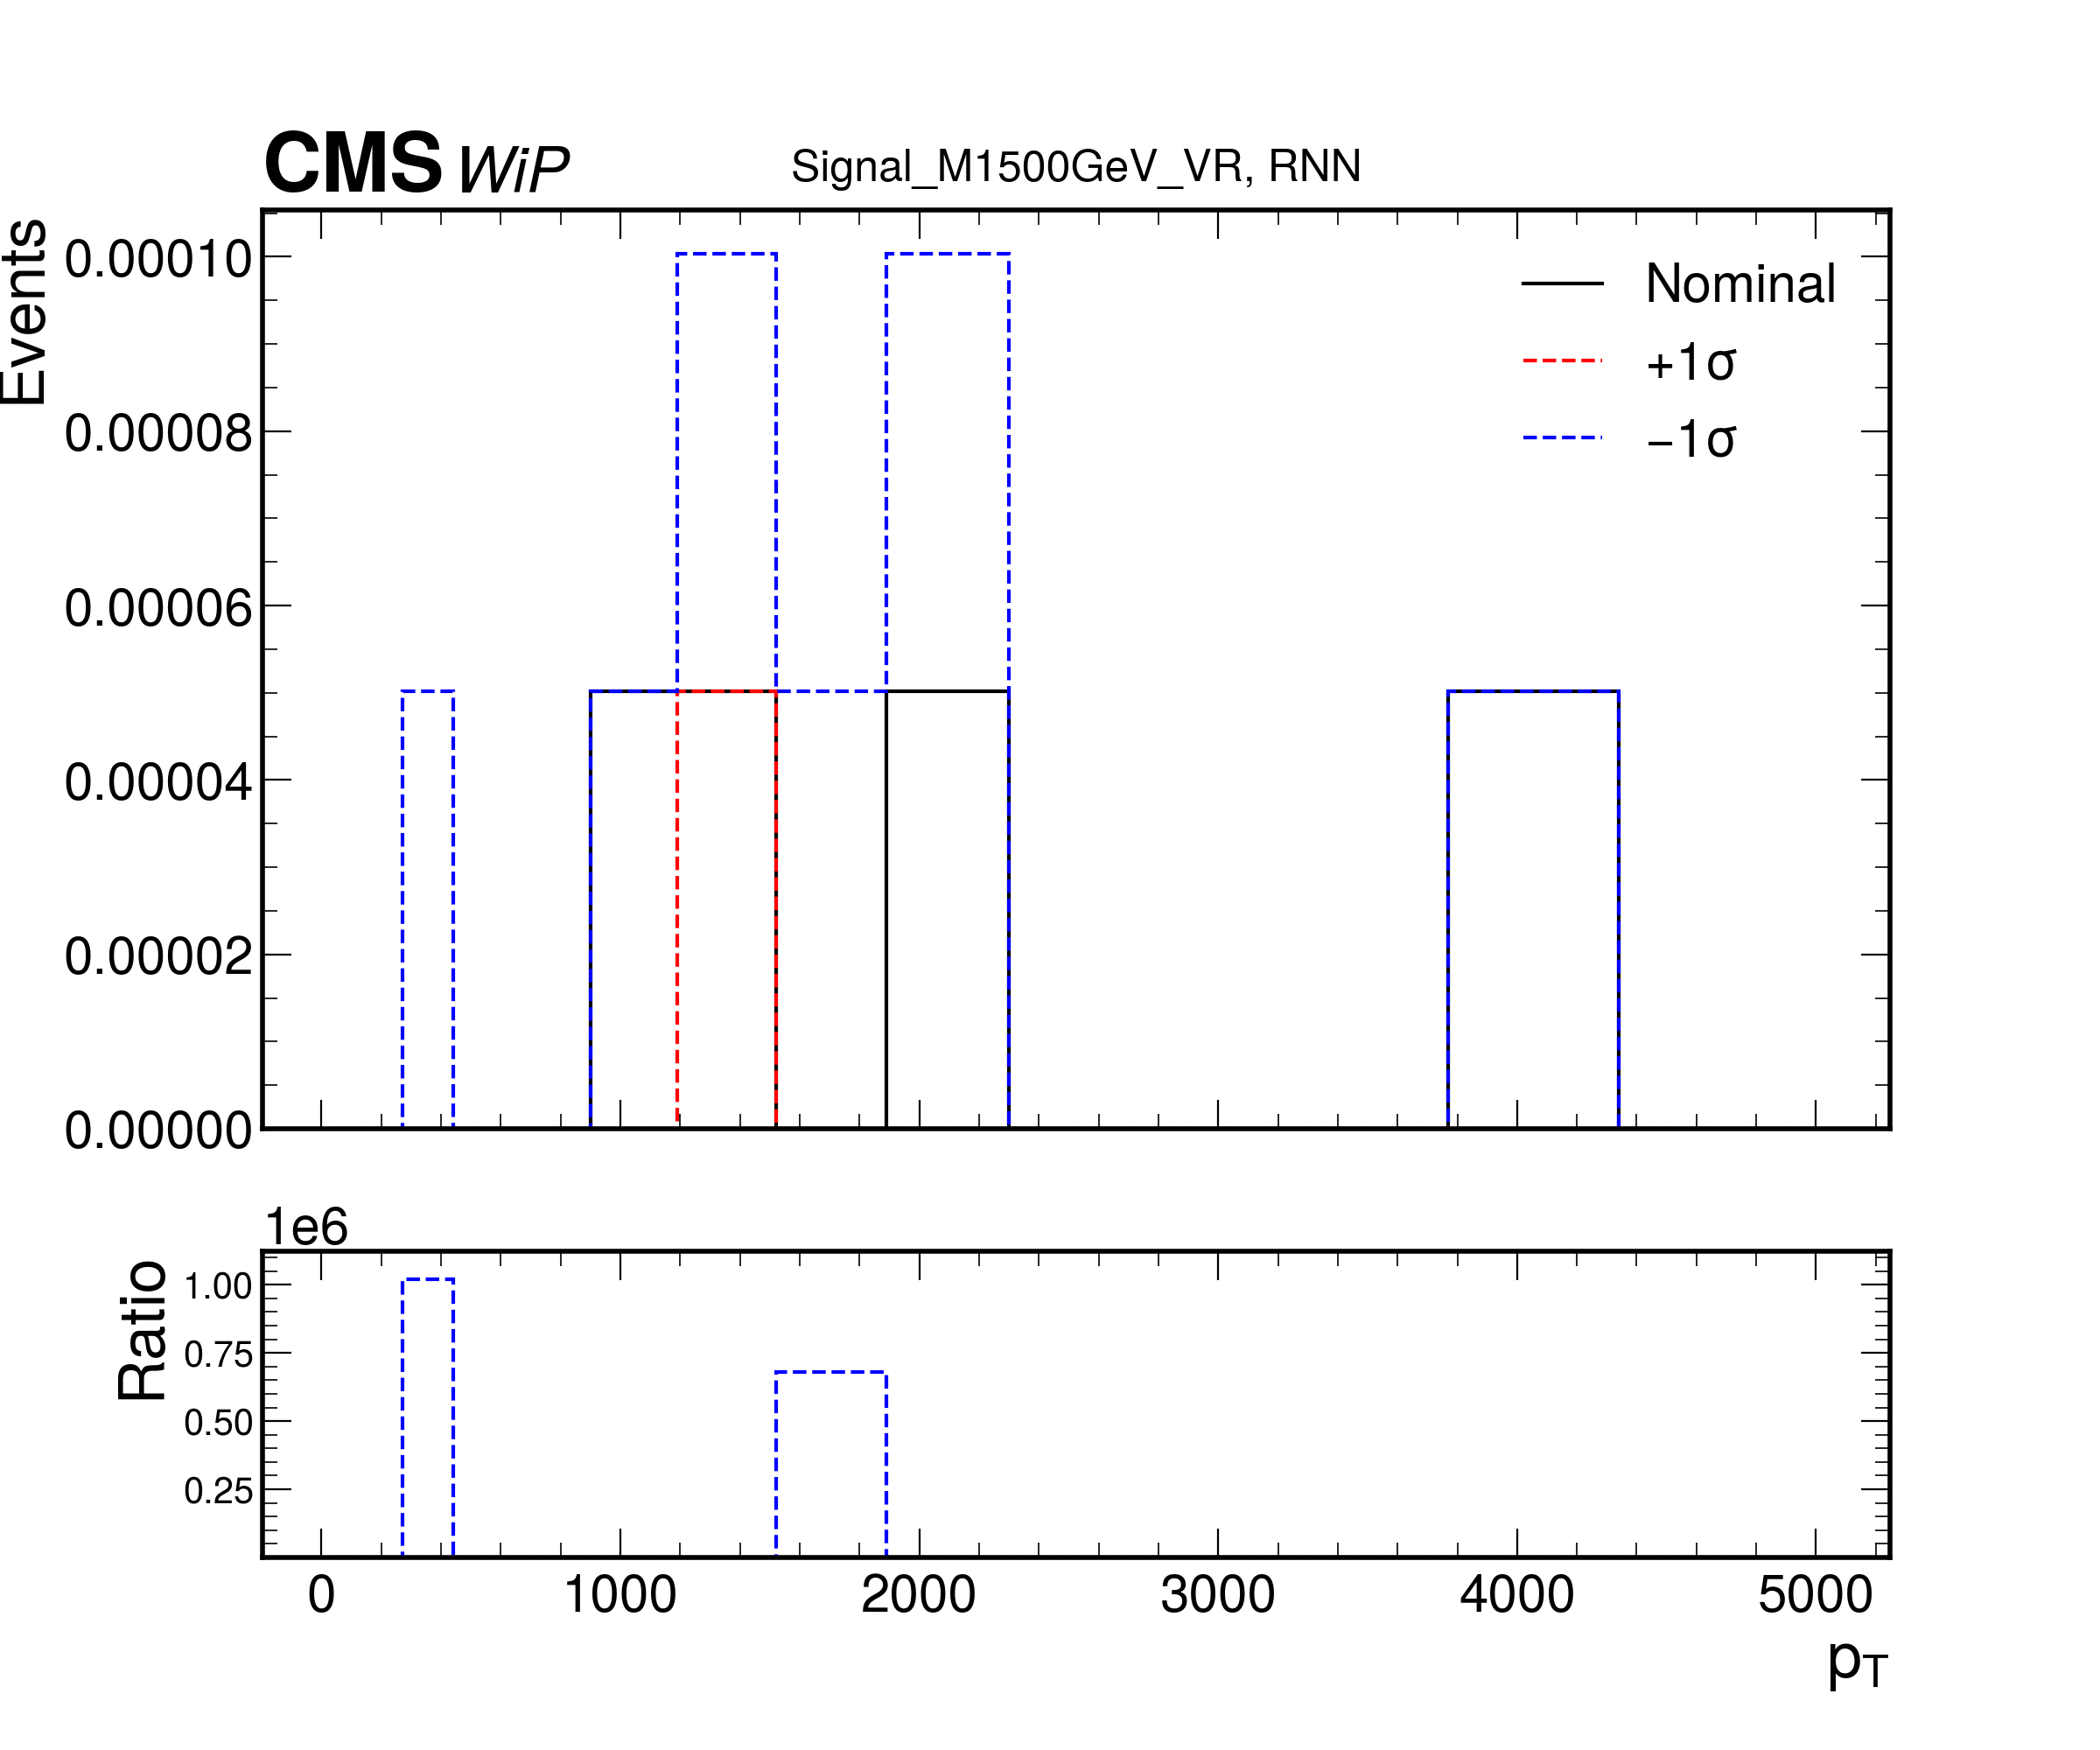 CMS WiP
Signal_M1500GeV_VR, RNN
Events
0.00010
0.00008
0.00006
0.00004
0.00002
0.00000
Nominal
+1σ
−1σ
1e6
Ratio
1.00
0.75
0.50
0.25
0 1000 2000 3000 4000 5000
pT